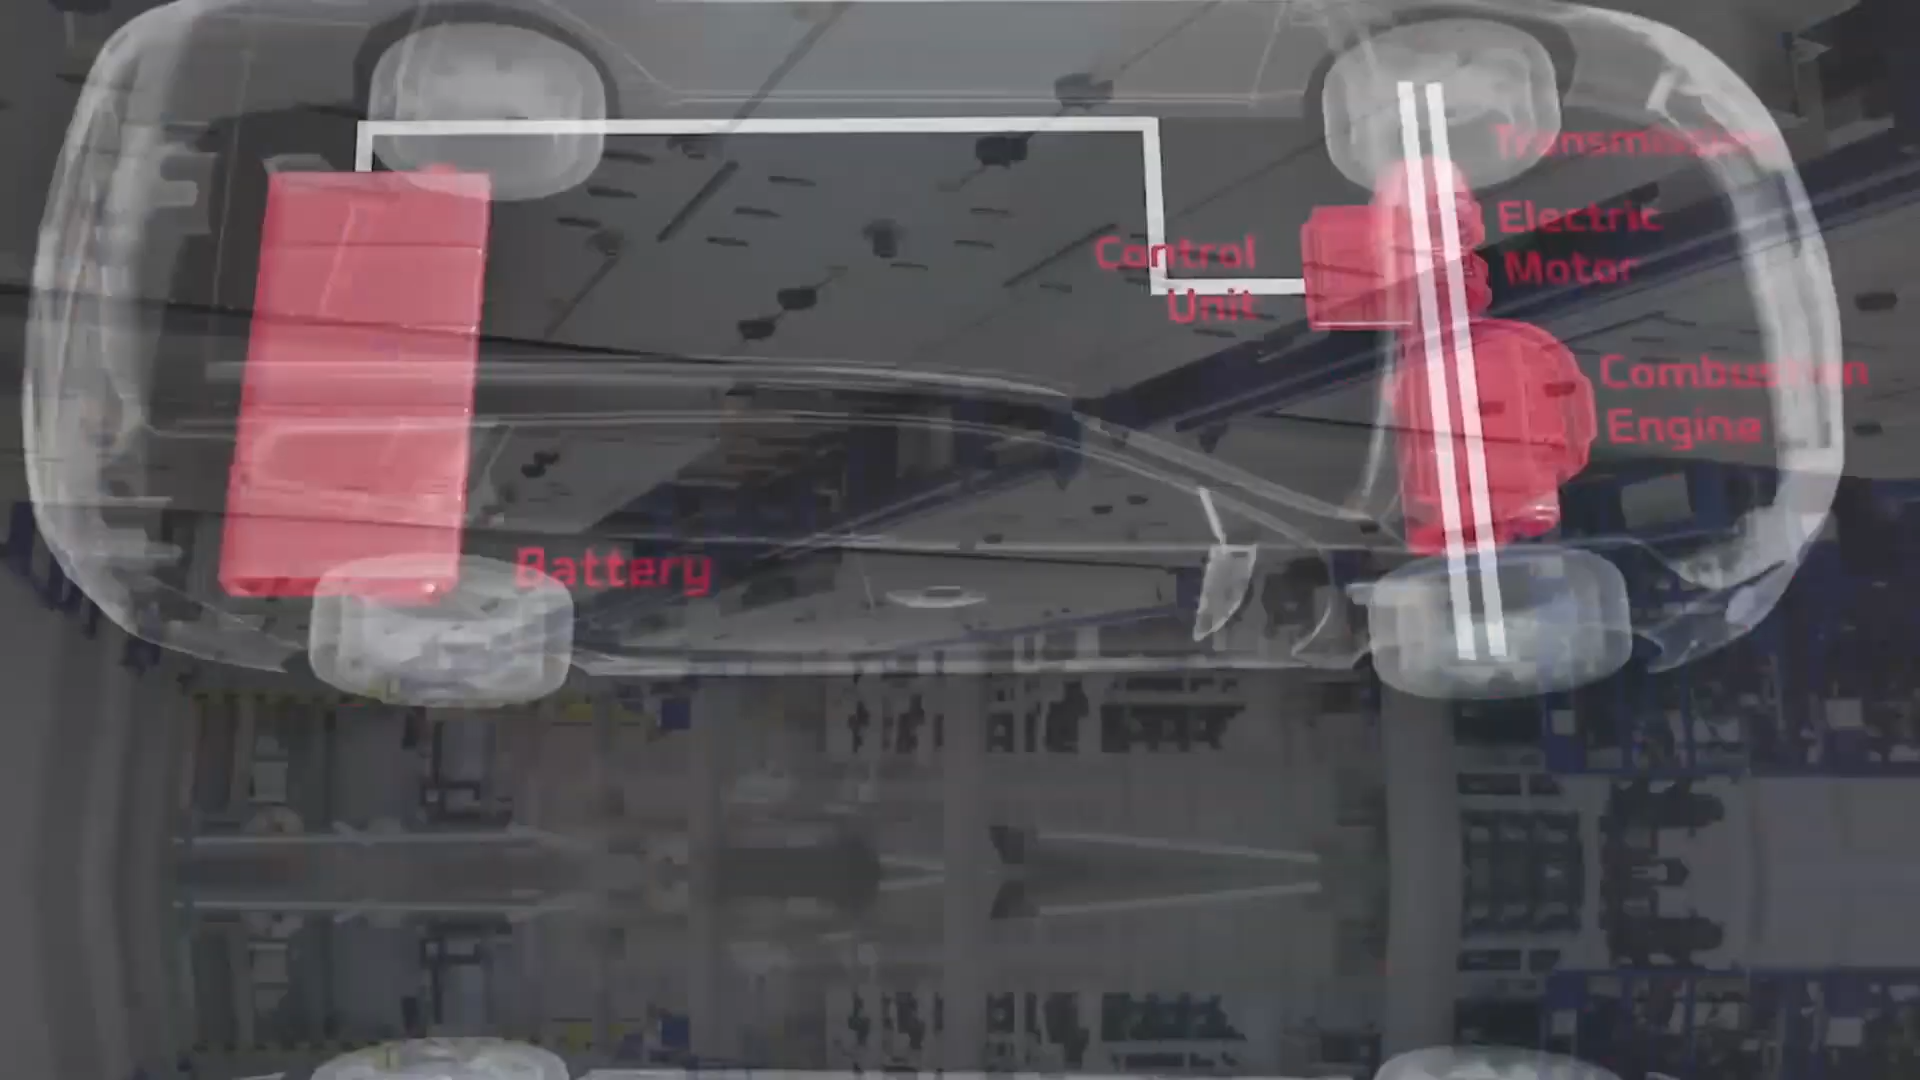 Transmission
Electric
Motor
Control
Unit
Combustion
Engine
Battery